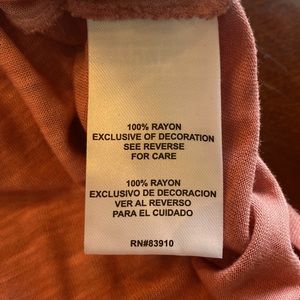 100% RAYON
EXCLUSIVE OF DECORATION
SEE REVERSE
FOR CARE
100% RAYON
EXCLUSIVO DE DECORACION
VER AL REVERSO
PARA EL CUIDADO
RN#83910